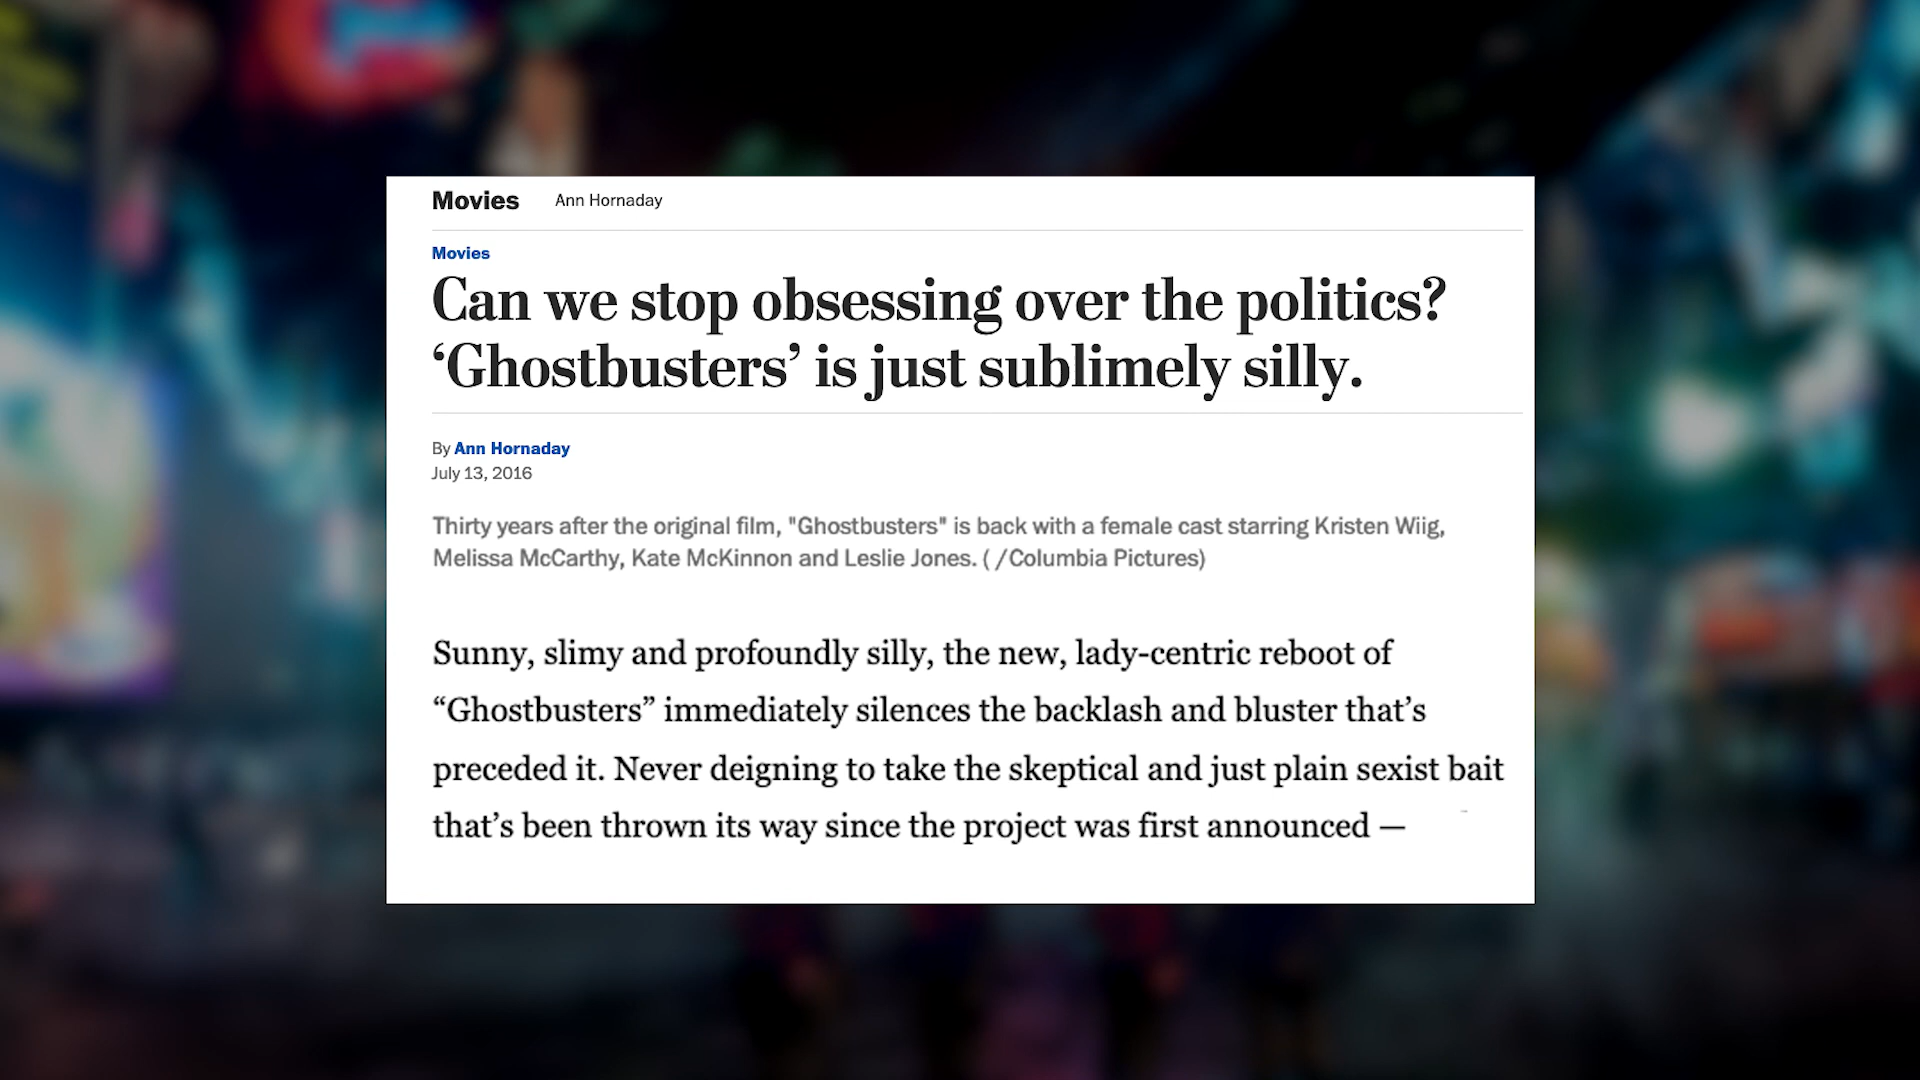 Movies Ann Hornaday
Movies
Can we stop obsessing over the politics?
‘Ghostbusters’ is just sublimely silly.
By Ann Hornaday
July 13, 2016
Thirty years after the original film, "Ghostbusters" is back with a female cast starring Kristen Wiig,
Melissa McCarthy, Kate McKinnon and Leslie Jones. ( /Columbia Pictures)
Sunny, slimy and profoundly silly, the new, lady-centric reboot of
“Ghostbusters” immediately silences the backlash and bluster that’s
preceded it. Never deigning to take the skeptical and just plain sexist bait
that’s been thrown its way since the project was first announced —